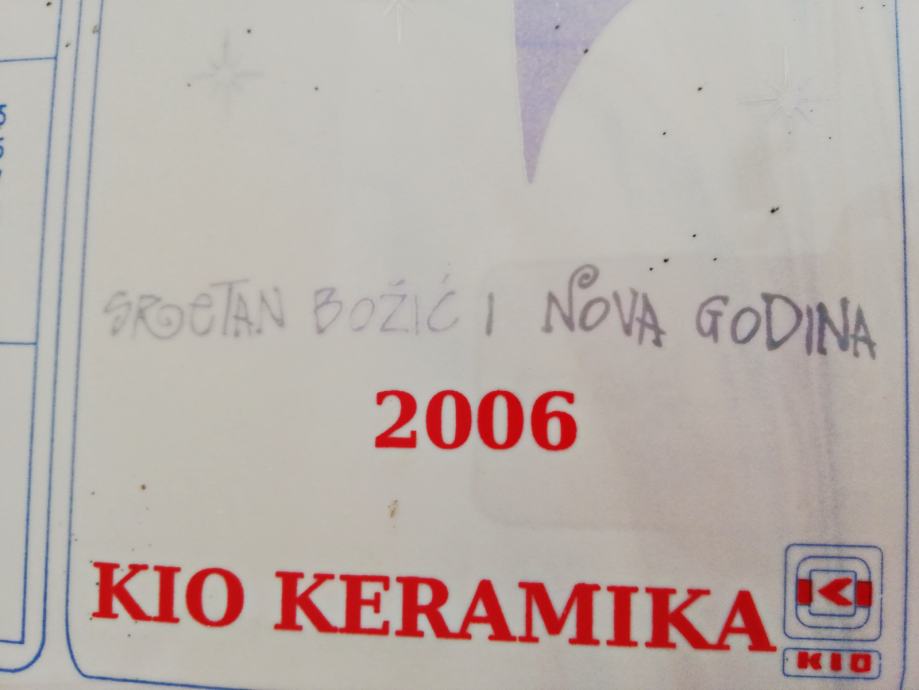 SRETAN BOŽIĆ I NOVA GODINA
2006
KIO KERAMIKA
KIO